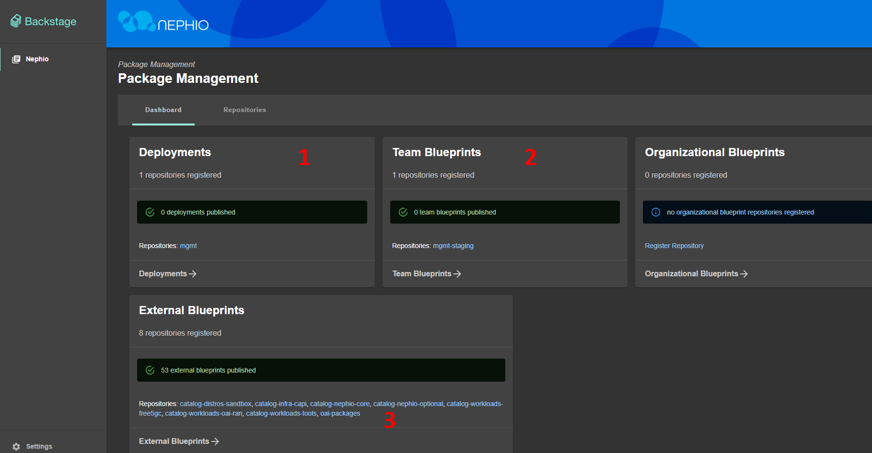 Backstage
NEPHIO
Nephio
Package Management
Package Management
Dashboard
Repositories
Deployments
1
1 repositories registered
0 deployments published
Repositories: mgmt
Deployments
Team Blueprints
2
1 repositories registered
0 team blueprints published
Repositories: mgmt-staging
Team Blueprints
Organizational Blueprints
0 repositories registered
no organizational blueprint repositories registered
Register Repository
Organizational Blueprints
External Blueprints
8 repositories registered
53 external blueprints published
Repositories: catalog-distros-sandbox, catalog-infra-capi, catalog-nephio-core, catalog-nephio-optional, catalog-workloads-
free5gc, catalog-workloads-oai-ran, catalog-workloads-tools, oai-packages
3
External Blueprints
Settings